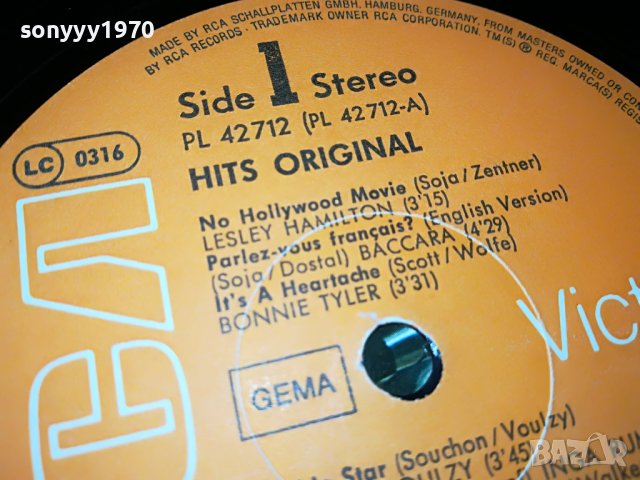 sonyyy1970
MADE BY RCA SCHALLPLATTEN GMBH, HAMBURG, GERMANY, FROM MASTERS OWNED OR
BY RCA RECORDS · TRADEMARK OWNER RCA CORPORATION. TM(S) ® REG. MARCA(S)
Side 1 Stereo
PL 42712 (PL 42712-A)
LC 0316
HITS ORIGINAL
No Hollywood Movie (Soja/Zentner)
LESLEY HAMILTON (3'15)
Parlez-vous français? (English Version)
(Soja/Dostal) BACCARA (4'29)
It's A Heartache (Scott/Wolfe)
BONNIE TYLER (3'31)
GEMA
Star (Souchon/Voulzy)
(3'45)
bazar.bg